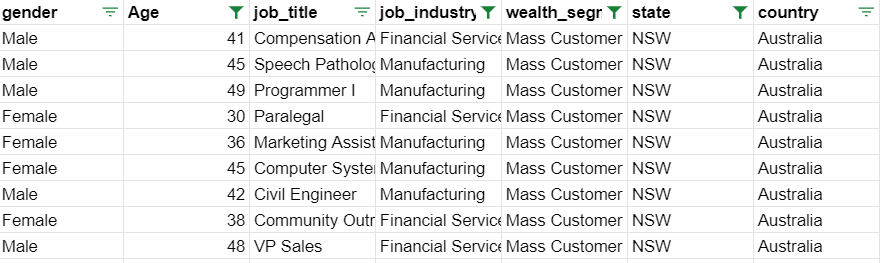 gender Age job_title job_industry wealth_segr state country
Male 41 Compensation A Financial Service Mass Customer NSW Australia
Male 45 Speech Patholog Manufacturing Mass Customer NSW Australia
Male 49 Programmer I Manufacturing Mass Customer NSW Australia
Female 30 Paralegal Financial Service Mass Customer NSW Australia
Female 36 Marketing Assist Manufacturing Mass Customer NSW Australia
Female 45 Computer Syste Manufacturing Mass Customer NSW Australia
Male 42 Civil Engineer Manufacturing Mass Customer NSW Australia
Female 38 Community Outr Financial Service Mass Customer NSW Australia
Male 48 VP Sales Financial Service Mass Customer NSW Australia